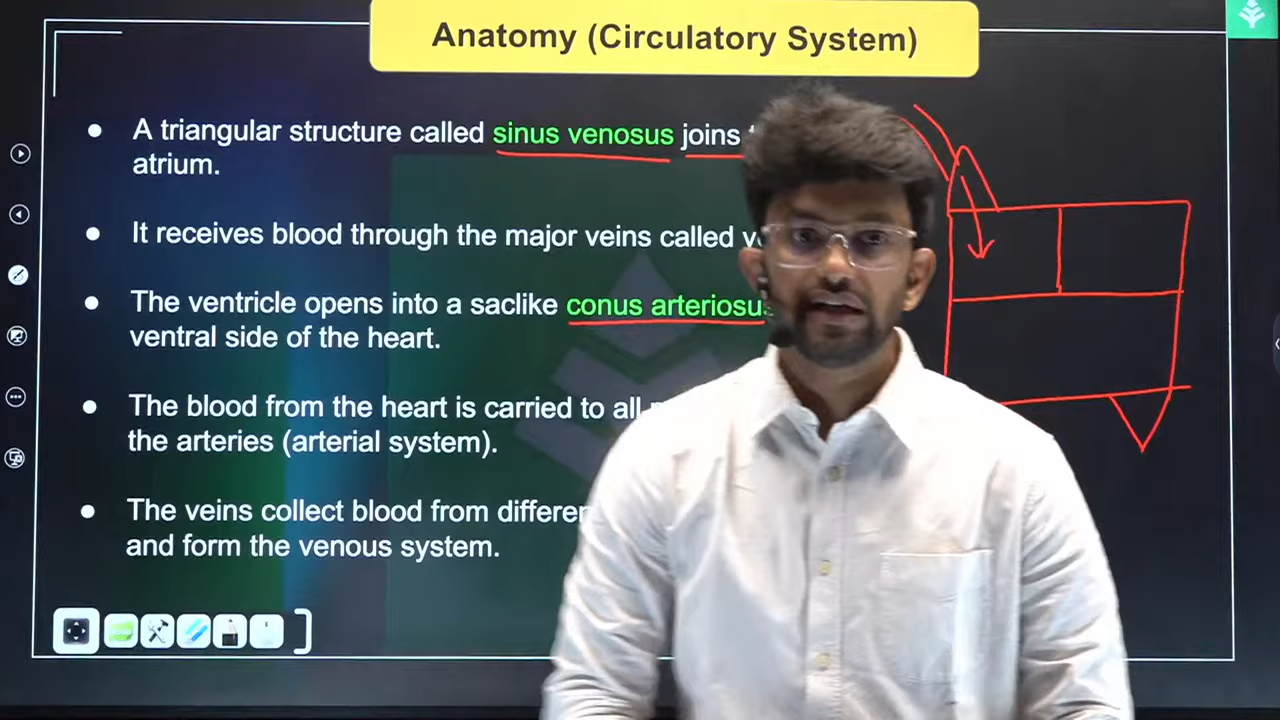 Anatomy (Circulatory System)
● A triangular structure called sinus venosus joins
atrium.
● It receives blood through the major veins called
● The ventricle opens into a saclike conus arteriosus
ventral side of the heart.
● The blood from the heart is carried to all
the arteries (arterial system).
● The veins collect blood from different
and form the venous system.